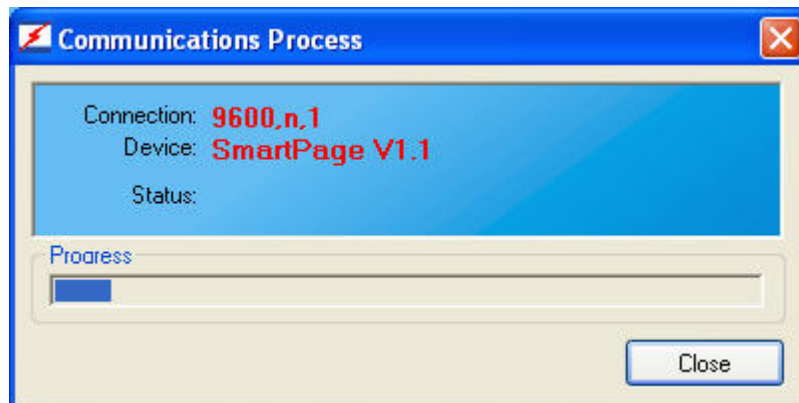 Communications Process
Connection: 9600,n,1
Device: SmartPage V1.1
Status:
Progress
Close